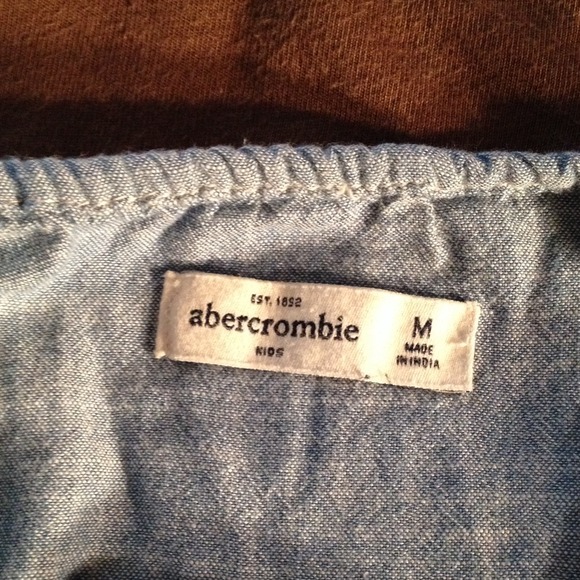 EST. 1892
abercrombie
KIDS
M
MADE
IN INDIA